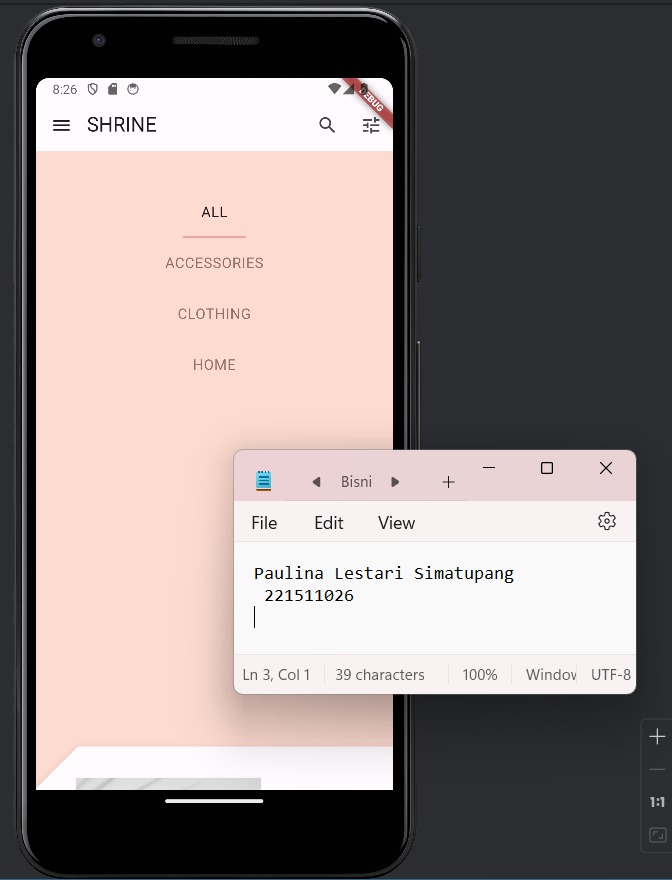 8:26
DEBUG
SHRINE
ALL
ACCESSORIES
CLOTHING
HOME
Bisni
File Edit View
Paulina Lestari Simatupang
221511026
Ln 3, Col 1 39 characters 100% Window UTF-8
1:1